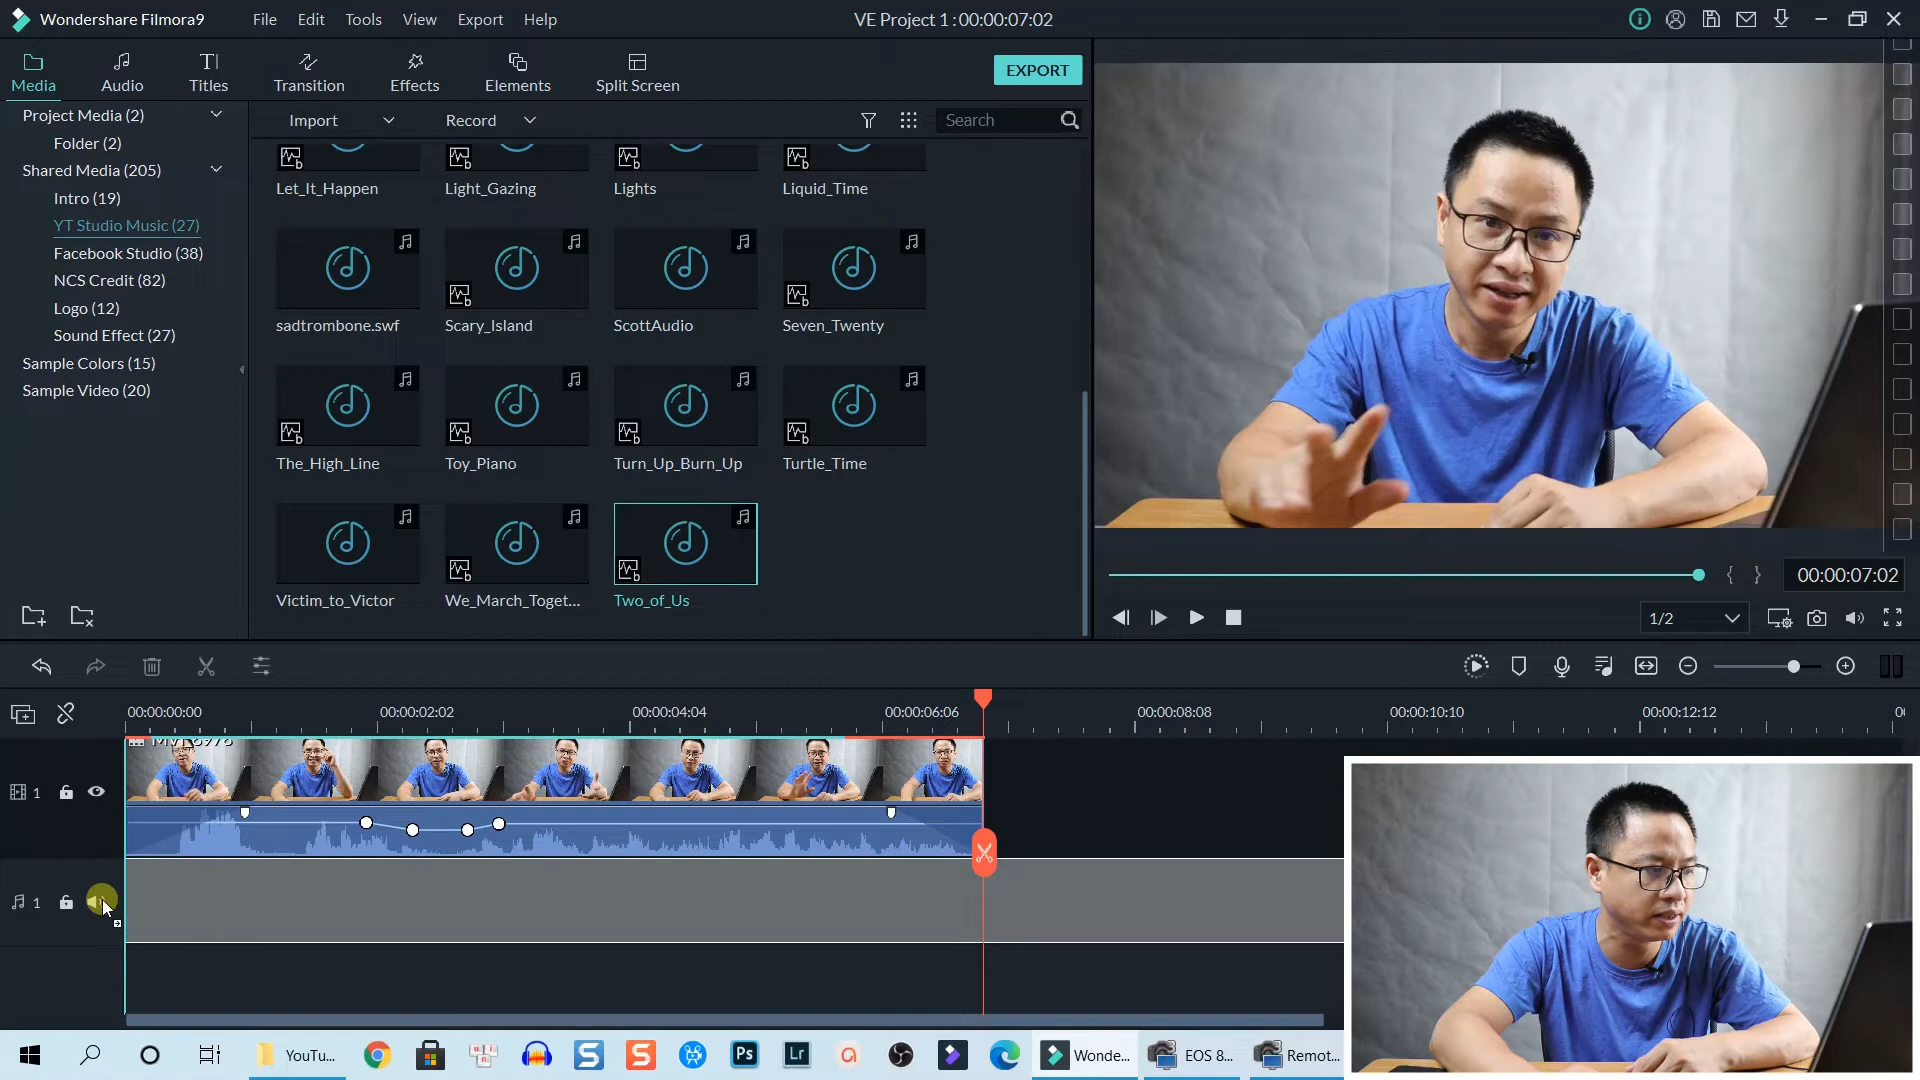 Wondershare Filmora9 File Edit Tools View Export Help VE Project 1 : 00:00:07:02
Media Audio Titles Transition Effects Elements Split Screen EXPORT
Project Media (2)
Folder (2)
Shared Media (205)
Intro (19)
YT Studio Music (27)
Facebook Studio (38)
NCS Credit (82)
Logo (12)
Sound Effect (27)
Sample Colors (15)
Sample Video (20)
Import Record Search
Let_It_Happen Light_Gazing Lights Liquid_Time
sadtrombone.swf Scary_Island ScottAudio Seven_Twenty
The_High_Line Toy_Piano Turn_Up_Burn_Up Turtle_Time
Victim_to_Victor We_March_Toget... Two_of_Us
{ } 00:00:07:02
1/2
00:00:00:00 00:00:02:02 00:00:04:04 00:00:06:06 00:00:08:08 00:00:10:10 00:00:12:12
1
1
YouTu... Ps Lr Wonde... EOS 8... Remot...